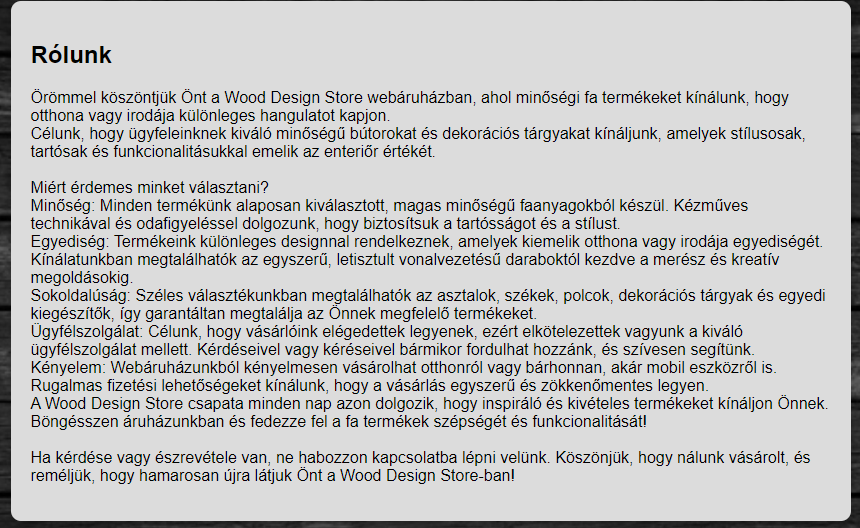 Rólunk
Örömmel köszöntjük Önt a Wood Design Store webáruházban, ahol minőségi fa termékeket kínálunk, hogy
otthona vagy irodája különleges hangulatot kapjon.
Célunk, hogy ügyfeleinknek kiváló minőségű bútorokat és dekorációs tárgyakat kínáljunk, amelyek stílusosak,
tartósak és funkcionalitásukkal emelik az enteriőr értékét.
Miért érdemes minket választani?
Minőség: Minden termékünk alaposan kiválasztott, magas minőségű faanyagokból készül. Kézműves
technikával és odafigyeléssel dolgozunk, hogy biztosítsuk a tartósságot és a stílust.
Egyediség: Termékeink különleges designnal rendelkeznek, amelyek kiemelik otthona vagy irodája egyediségét.
Kínálatunkban megtalálhatók az egyszerű, letisztult vonalvezetésű daraboktól kezdve a merész és kreatív
megoldásokig.
Sokoldalúság: Széles választékunkban megtalálhatók az asztalok, székek, polcok, dekorációs tárgyak és egyedi
kiegészítők, így garantáltan megtalálja az Önnek megfelelő termékeket.
Ügyfélszolgálat: Célunk, hogy vásárlóink elégedettek legyenek, ezért elkötelezettek vagyunk a kiváló
ügyfélszolgálat mellett. Kérdéseivel vagy kéréseivel bármikor fordulhat hozzánk, és szívesen segítünk.
Kényelem: Webáruházunkból kényelmesen vásárolhat otthonról vagy bárhonnan, akár mobil eszközről is.
Rugalmas fizetési lehetőségeket kínálunk, hogy a vásárlás egyszerű és zökkenőmentes legyen.
A Wood Design Store csapata minden nap azon dolgozik, hogy inspiráló és kivételes termékeket kínáljon Önnek.
Böngésszen áruházunkban és fedezze fel a fa termékek szépségét és funkcionalitását!
Ha kérdése vagy észrevétele van, ne habozzon kapcsolatba lépni velünk. Köszönjük, hogy nálunk vásárolt, és
reméljük, hogy hamarosan újra látjuk Önt a Wood Design Store-ban!